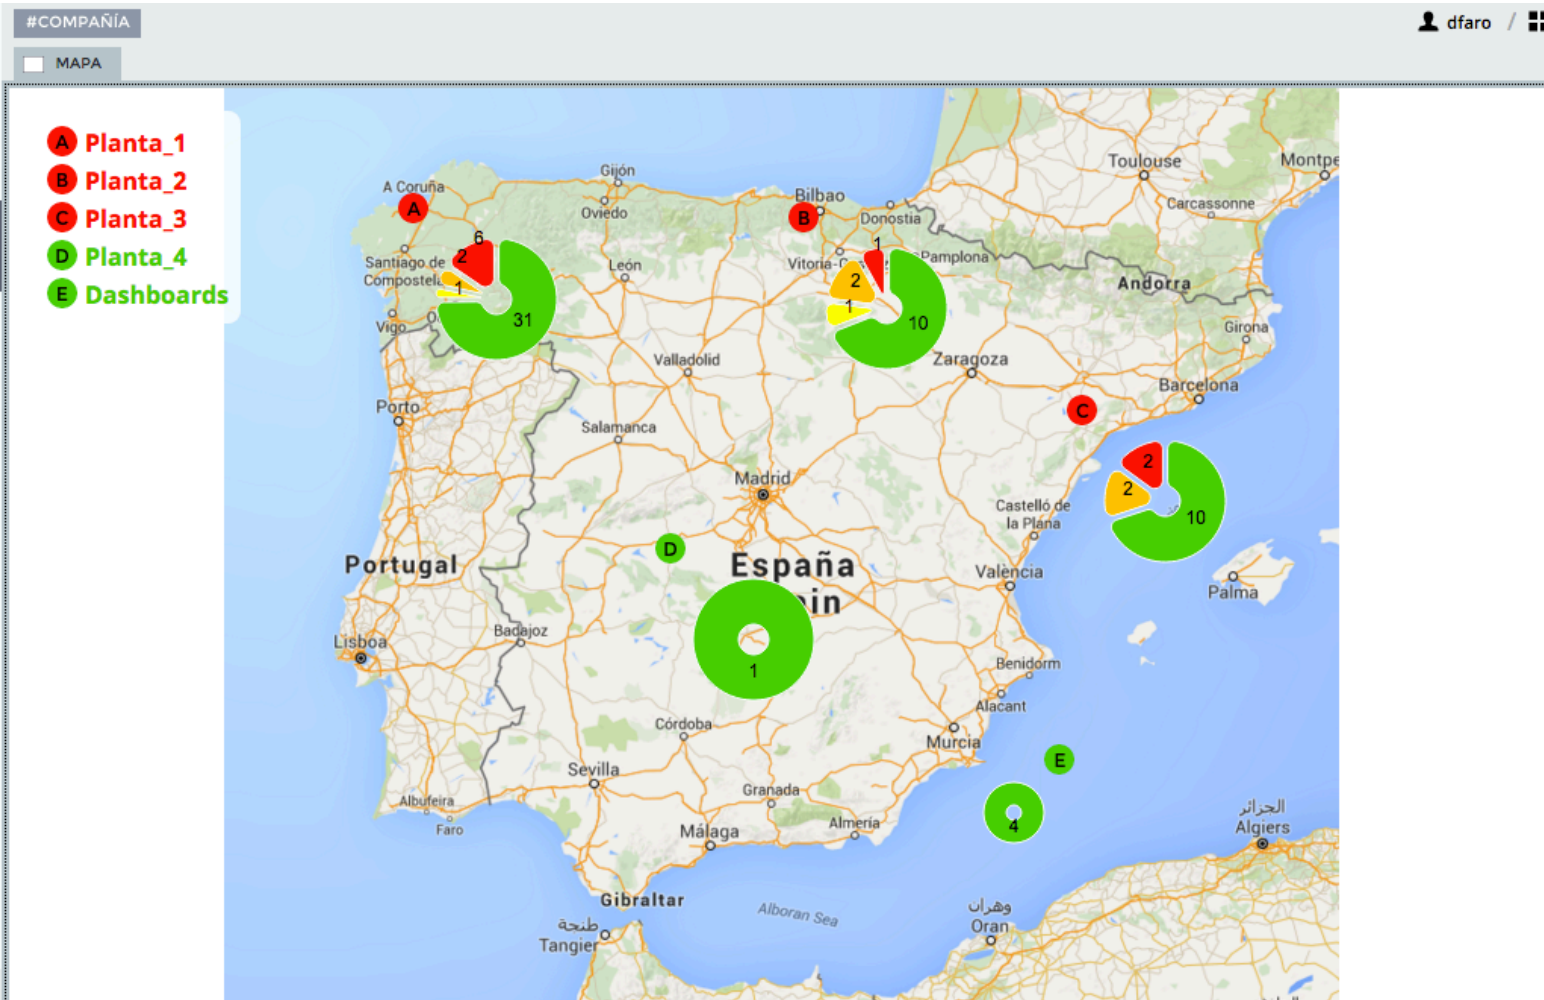 #COMPAÑÍA
dfaro /
MAPA
A Planta_1
B Planta_2
C Planta_3
D Planta_4
E Dashboards
Toulouse
Montpe
Carcassonne
Gijón
A Coruña
Oviedo
Bilbao
Donostia
A
B
Santiago de
Compostela
León
Pamplona
Andorra
6
2
1
31
1
2
1
10
Vigo
Girona
Valladolid
Zaragoza
Barcelona
Porto
C
Salamanca
2
2
10
Madrid
Castelló de
la Plana
D
España
Portugal
València
Palma
1
Badajoz
Lisboa
Benidorm
Alacant
Córdoba
Murcia
E
Sevilla
Granada
Albufeira
Faro
Málaga
Almería
4
الجزائر
Algiers
Gibraltar
Alboran Sea
وهران
Oran
طنجة
Tangier